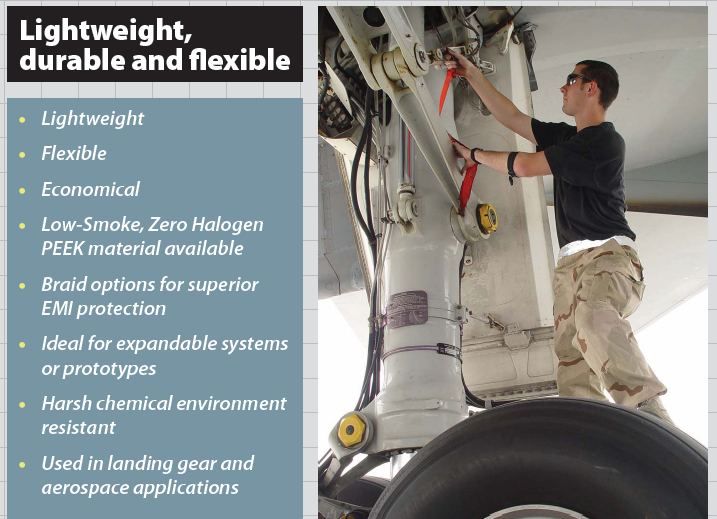 Lightweight,
durable and flexible
• Lightweight
• Flexible
• Economical
• Low-Smoke, Zero Halogen
PEEK material available
• Braid options for superior
EMI protection
• Ideal for expandable systems
or prototypes
• Harsh chemical environment
resistant
• Used in landing gear and
aerospace applications